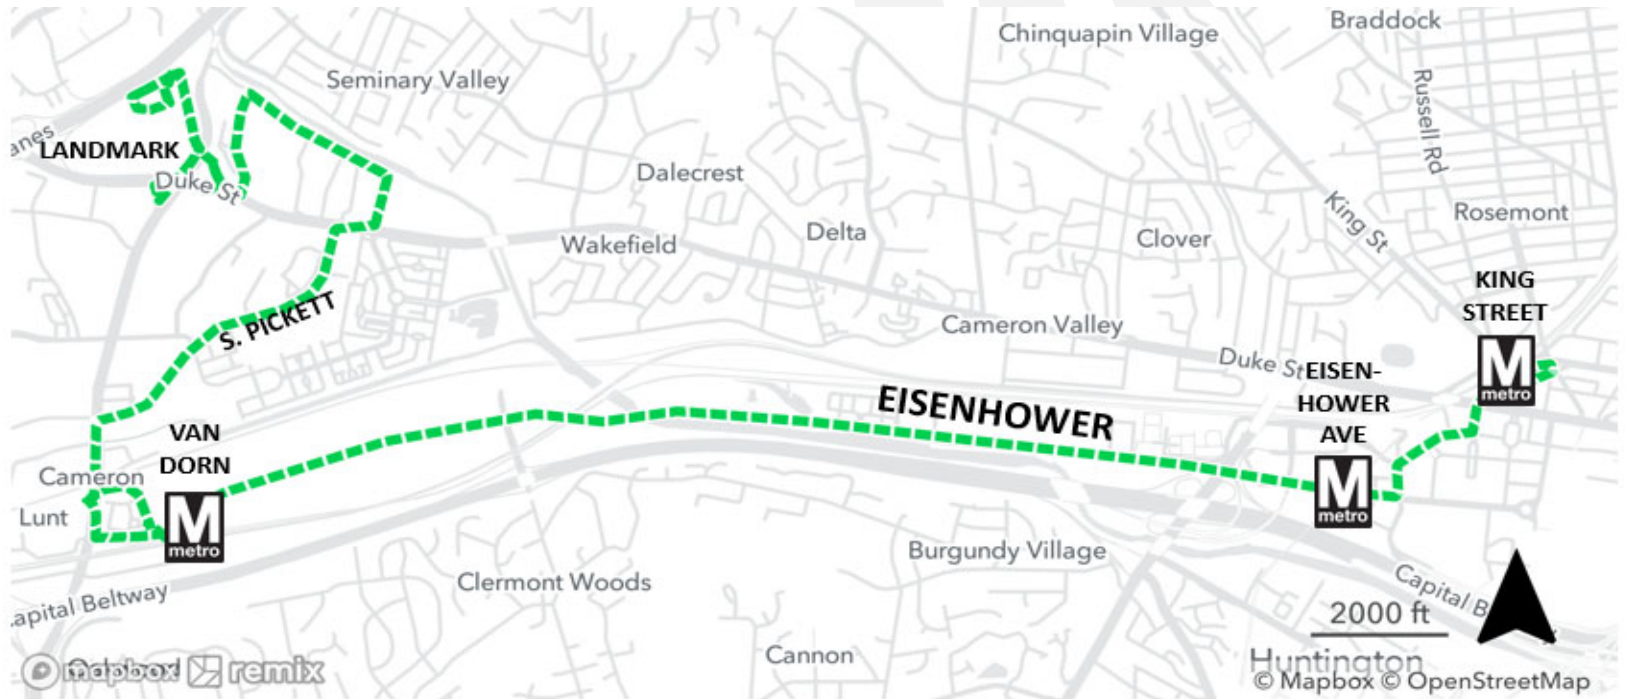 Braddock
Chinquapin Village
Seminary Valley
Russell Rd
anes
LANDMARK
Dalecrest
Duke St
King St
Rosemont
Wakefield
Delta
Clover
KING
STREET
S. PICKETT
Cameron Valley
Duke St
M
metro
EISEN-
HOWER
AVE
EISENHOWER
VAN
DORN
Cameron
M
metro
Lunt
M
metro
Burgundy Village
Clermont Woods
Capital B
apital Beltway
2000 ft
Cannon
Huntington
mapbox
remix
© Mapbox © OpenStreetMap